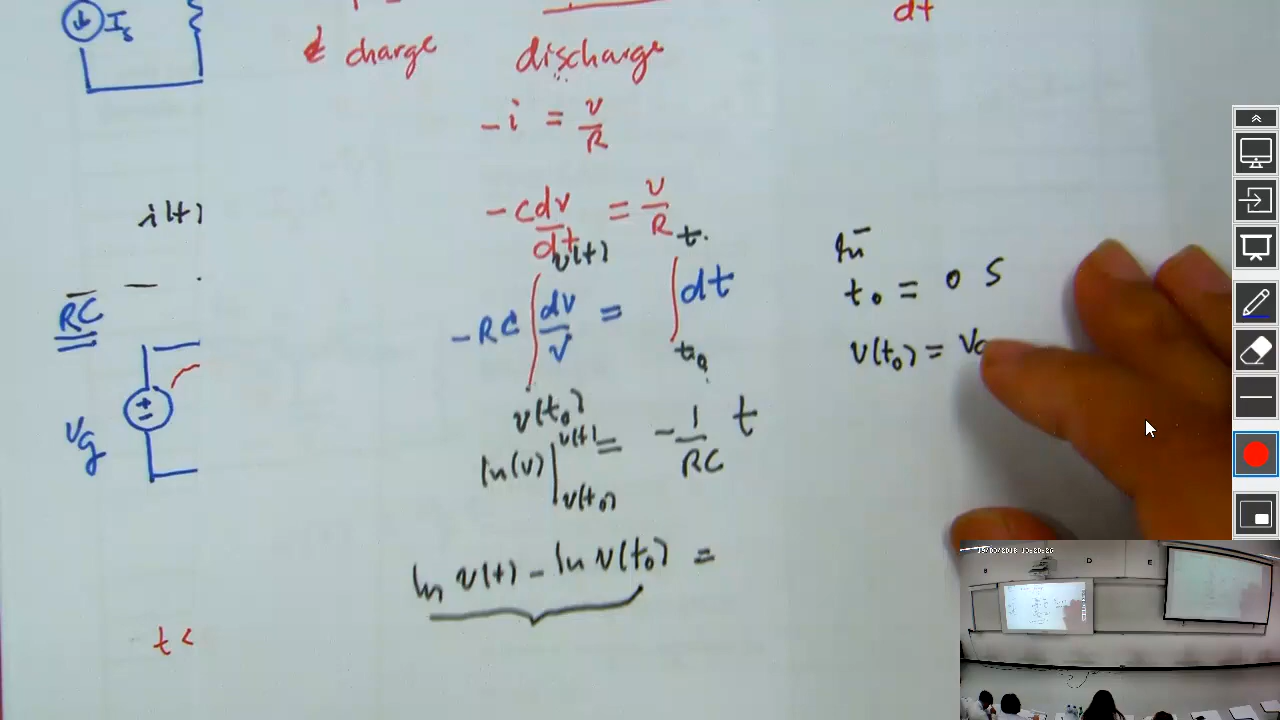 Is
dt
charge
discharge
-i = v/R
i(t)
-C dv/dt = v/R
v(t) t
t₀ = 0 S
RC
-RC ∫ dv/v = ∫ dt
t₀
v(t₀) = V₀
v(t₀)
Vg
ln(v) | v(t) = -1/RC t
v(t₀)
ln v(t) - ln v(t₀) =
t <